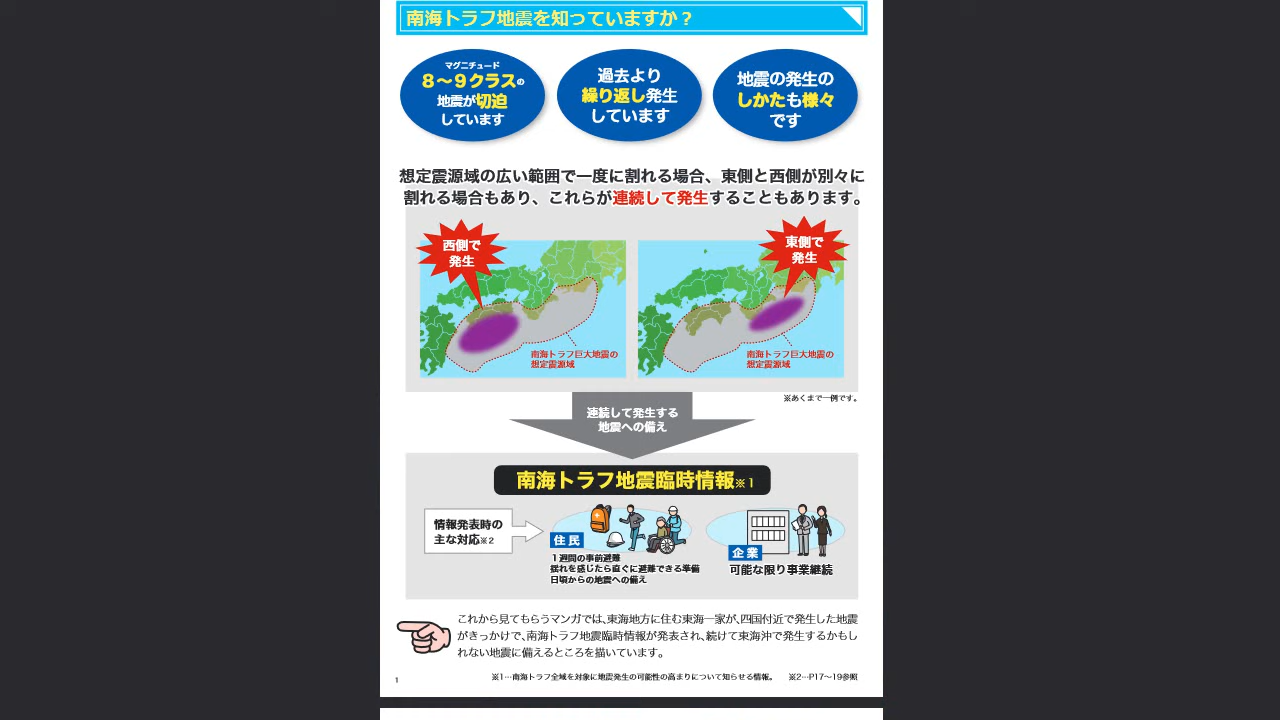 南海トラフ地震を知っていますか？
マグニチュード
８～９クラスの
地震が切迫
しています
過去より
繰り返し発生
しています
地震の発生の
しかたも様々
です
想定震源域の広い範囲で一度に割れる場合、東側と西側が別々に
割れる場合もあり、これらが連続して発生することもあります。
西側で
発生
南海トラフ巨大地震の
想定震源域
東側で
発生
南海トラフ巨大地震の
想定震源域
※あくまで一例です。
連続して発生する
地震への備え
南海トラフ地震臨時情報※１
情報発表時の
主な対応※２
住民
１週間の事前避難
揺れを感じたら直ぐに避難できる準備
日頃からの地震への備え
企業
可能な限り事業継続
これから見てもらうマンガでは、東海地方に住む東海一家が、四国付近で発生した地震
がきっかけで、南海トラフ地震臨時情報が発表され、続けて東海沖で発生するかもし
れない地震に備えるところを描いています。
※１…南海トラフ全域を対象に地震発生の可能性の高まりについて知らせる情報。 ※２…P17～19参照
1